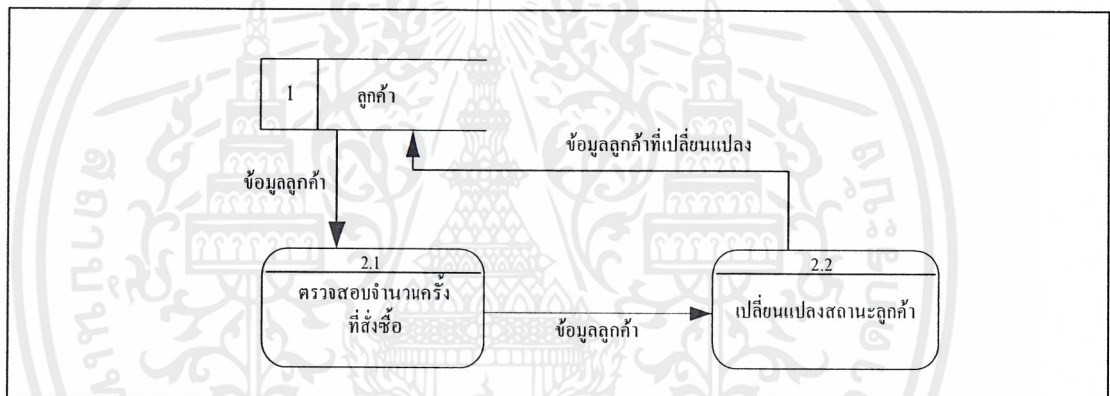 1 ลูกค้า
ข้อมูลลูกค้าที่เปลี่ยนแปลง
ข้อมูลลูกค้า
2.1
ตรวจสอบจำนวนครั้ง
ที่สั่งซื้อ
ข้อมูลลูกค้า
2.2
เปลี่ยนแปลงสถานะลูกค้า